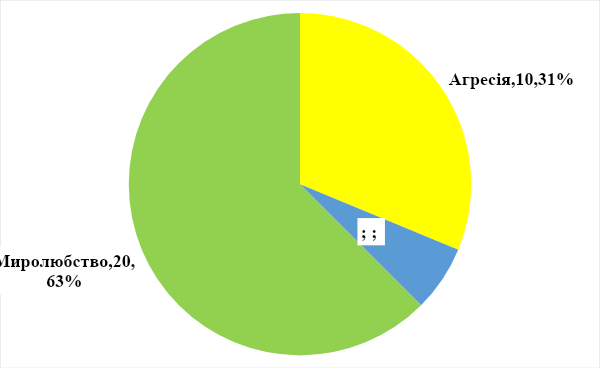 Агресія,10,31%
; ;
Миролюбство,20,
63%